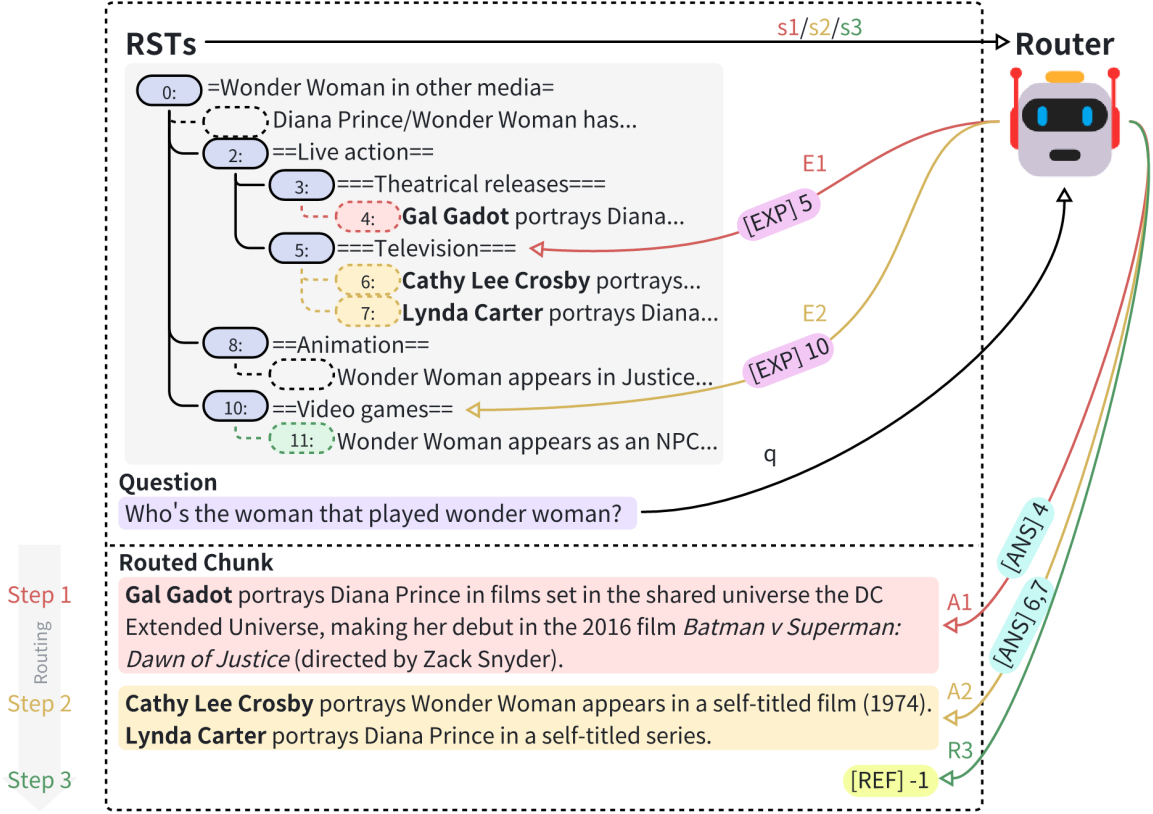 s1/s2/s3
RSTs
Router
0: =Wonder Woman in other media=
Diana Prince/Wonder Woman has...
2: ==Live action==
3: ===Theatrical releases===
4: Gal Gadot portrays Diana...
5: ===Television===
6: Cathy Lee Crosby portrays...
7: Lynda Carter portrays Diana...
8: ==Animation==
Wonder Woman appears in Justice...
10: ==Video games==
11: Wonder Woman appears as an NPC...
E1
[EXP] 5
E2
[EXP] 10
q
Question
Who's the woman that played wonder woman?
[ANS] 4
[ANS] 6,7
Routed Chunk
Step 1
Routing
Step 2
Step 3
Gal Gadot portrays Diana Prince in films set in the shared universe the DC
Extended Universe, making her debut in the 2016 film Batman v Superman:
Dawn of Justice (directed by Zack Snyder).
A1
Cathy Lee Crosby portrays Wonder Woman appears in a self-titled film (1974).
Lynda Carter portrays Diana Prince in a self-titled series.
A2
R3
[REF] -1